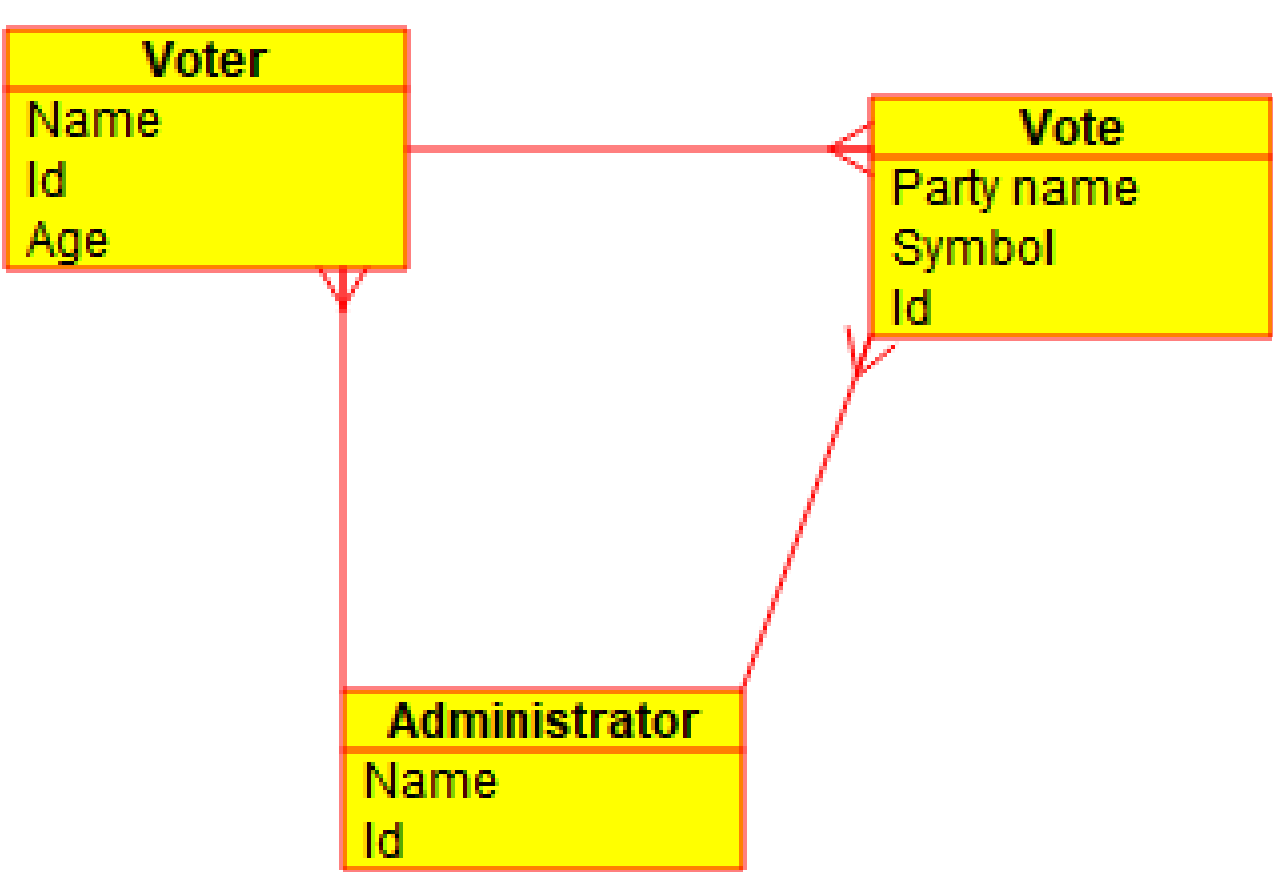 Voter
Name
Id
Age
Vote
Party name
Symbol
Id
Administrator
Name
Id